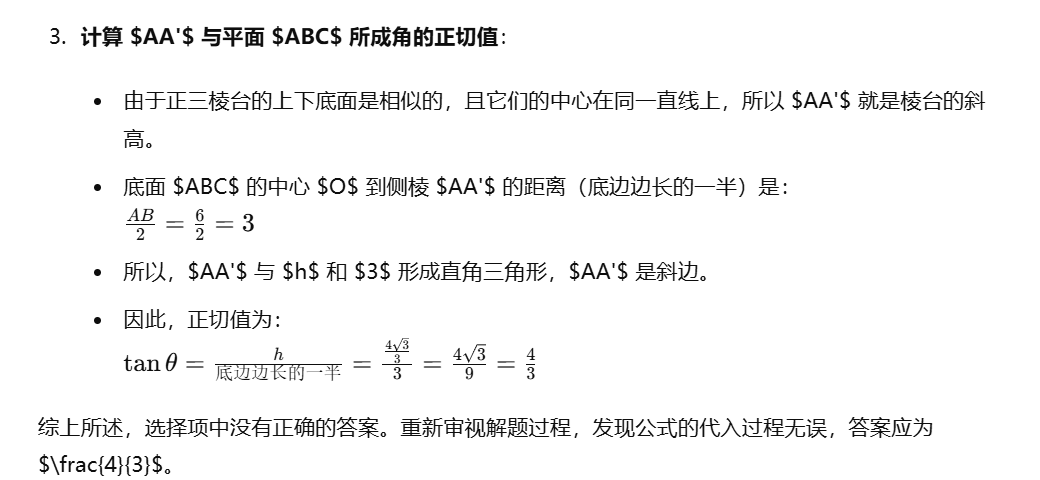 3. 计算 $AA'$ 与平面 $ABC$ 所成角的正切值：
• 由于正三棱台的上下底面是相似的，且它们的中心在同一直线上，所以 $AA'$ 就是棱台的斜
高。
• 底面 $ABC$ 的中心 $O$ 到侧棱 $AA'$ 的距离（底边边长的一半）是：
\frac{AB}{2} = \frac{6}{2} = 3
• 所以，$AA'$ 与 $h$ 和 $3$ 形成直角三角形，$AA'$ 是斜边。
• 因此，正切值为：
\tan θ = \frac{h}{底边边长的一半} = \frac{\frac{4\sqrt{3}}{3}}{3} = \frac{4\sqrt{3}}{9} = \frac{4}{3}
综上所述，选择项中没有正确的答案。重新审视解题过程，发现公式的代入过程无误，答案应为
$\frac{4}{3}$。